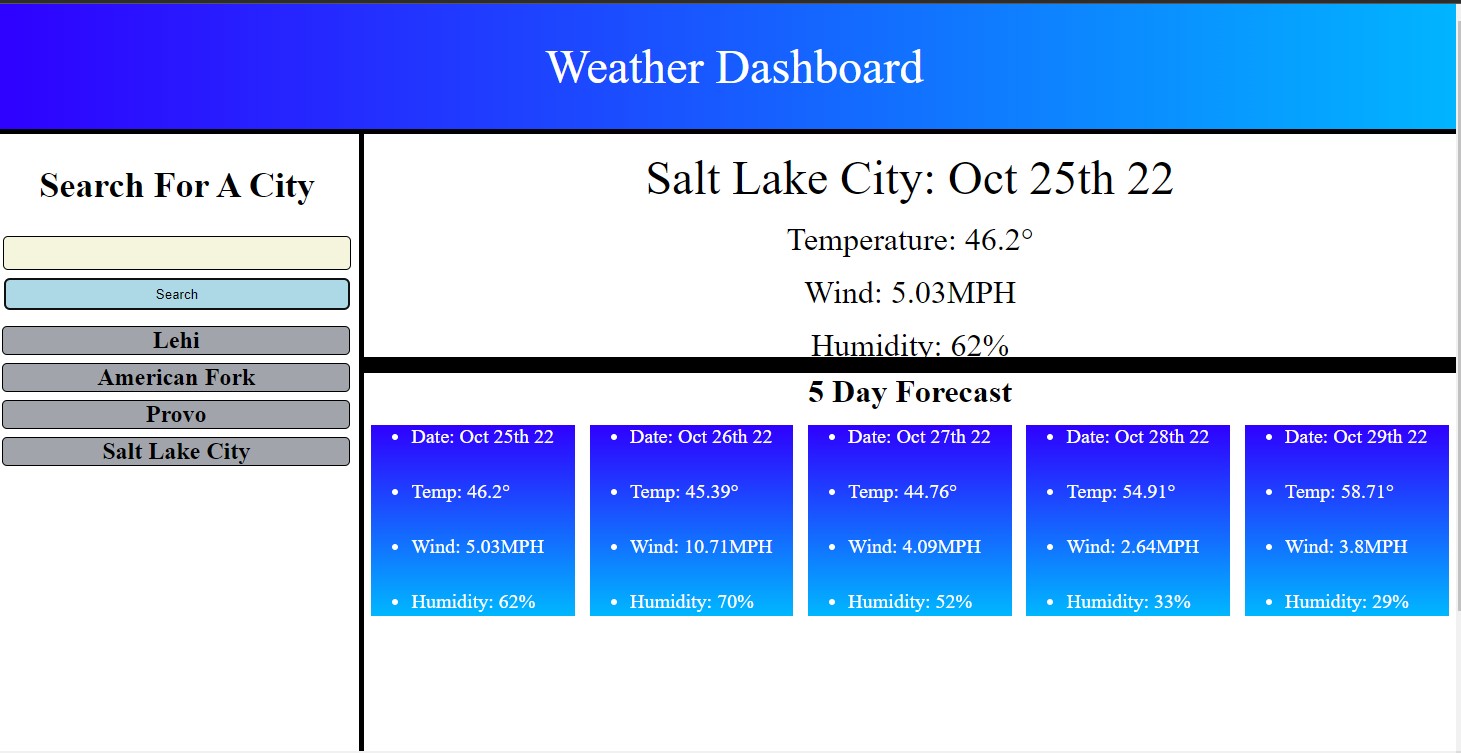 Weather Dashboard
Search For A City
Search
Lehi
American Fork
Provo
Salt Lake City
Salt Lake City: Oct 25th 22
Temperature: 46.2°
Wind: 5.03MPH
Humidity: 62%
5 Day Forecast
• Date: Oct 25th 22
• Temp: 46.2°
• Wind: 5.03MPH
• Humidity: 62%
• Date: Oct 26th 22
• Temp: 45.39°
• Wind: 10.71MPH
• Humidity: 70%
• Date: Oct 27th 22
• Temp: 44.76°
• Wind: 4.09MPH
• Humidity: 52%
• Date: Oct 28th 22
• Temp: 54.91°
• Wind: 2.64MPH
• Humidity: 33%
• Date: Oct 29th 22
• Temp: 58.71°
• Wind: 3.8MPH
• Humidity: 29%